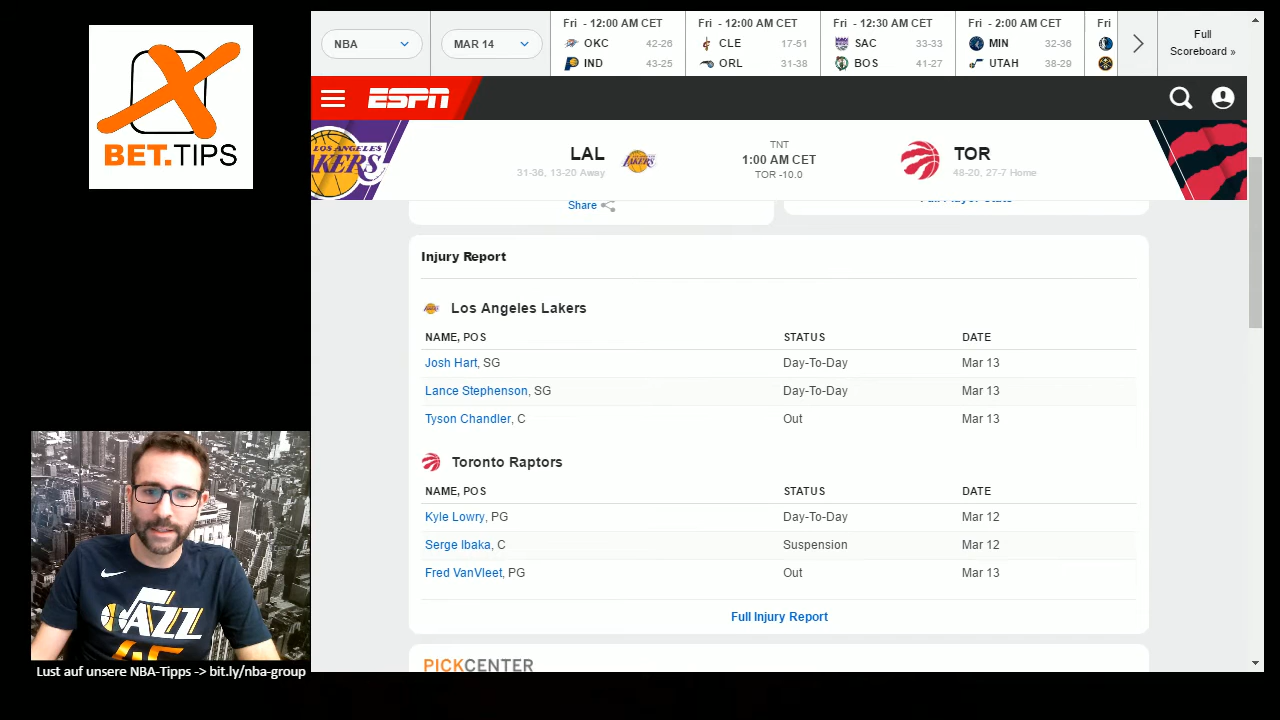 BET.TIPS
NBA
MAR 14
Fri - 12:00 AM CET
OKC 42-26
IND 43-25
Fri - 12:00 AM CET
CLE 17-51
ORL 31-38
Fri - 12:30 AM CET
SAC 33-33
BOS 41-27
Fri - 2:00 AM CET
MIN 32-36
UTAH 38-29
Fri
Full
Scoreboard »
ESPN
LOS ANGELES
LAL
31-36, 13-20 Away
LAKERS
TNT
1:00 AM CET
TOR -10.0
TOR
48-20, 27-7 Home
Share
Full Player Stats
Injury Report
Los Angeles Lakers
NAME, POS STATUS DATE
Josh Hart, SG Day-To-Day Mar 13
Lance Stephenson, SG Day-To-Day Mar 13
Tyson Chandler, C Out Mar 13
Toronto Raptors
NAME, POS STATUS DATE
Kyle Lowry, PG Day-To-Day Mar 12
Serge Ibaka, C Suspension Mar 12
Fred VanVleet, PG Out Mar 13
Full Injury Report
PICKCENTER
JAZZ
45
Lust auf unsere NBA-Tipps -> bit.ly/nba-group